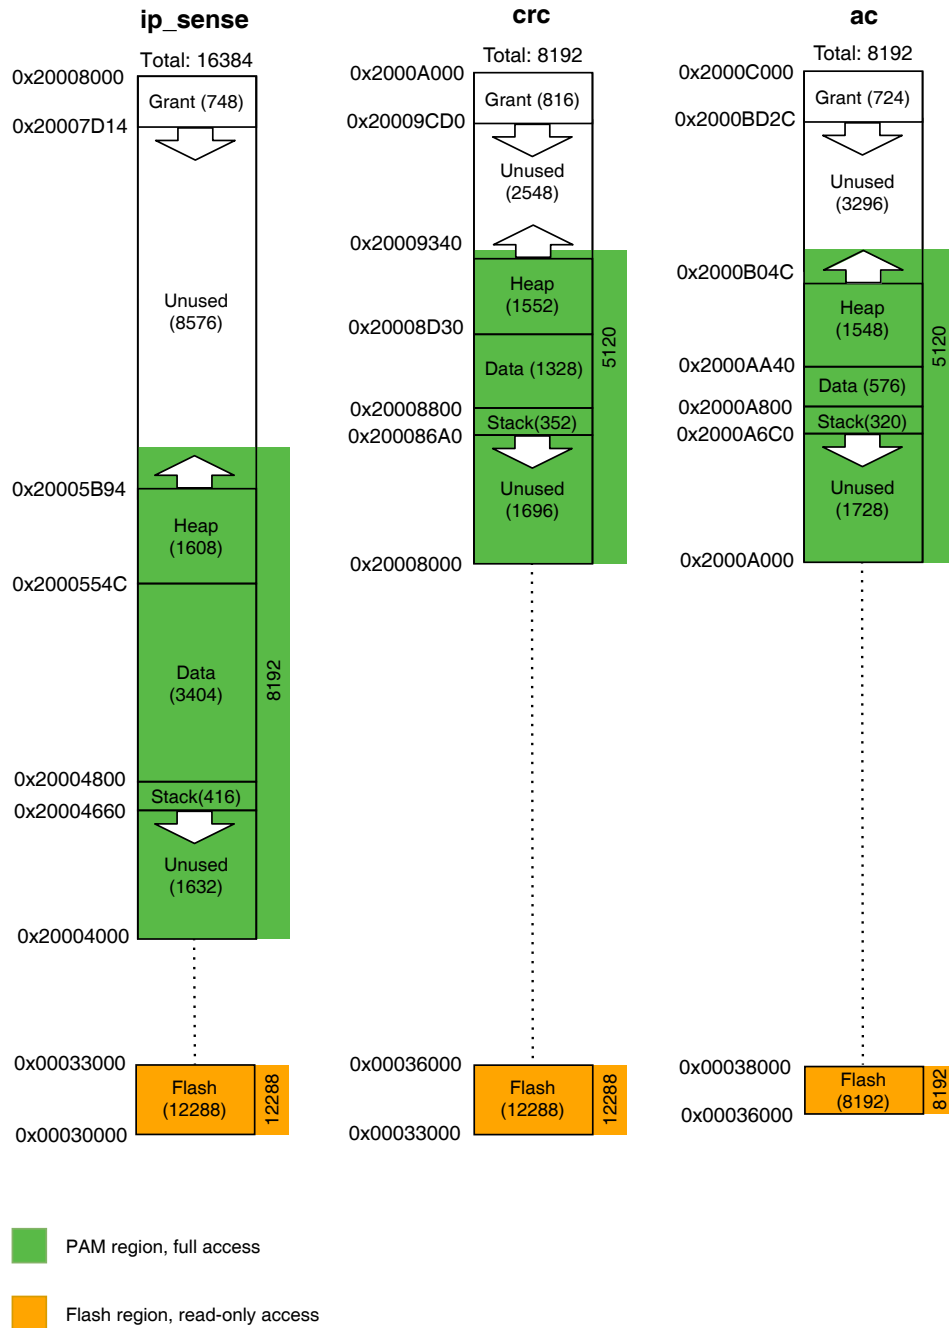 ip_sense
Total: 16384
0x20008000
Grant (748)
0x20007D14
Unused
(8576)
0x20005B94
Heap
(1608)
0x2000554C
Data
(3404)
8192
0x20004800
Stack(416)
0x20004660
Unused
(1632)
0x20004000
0x00033000
Flash
(12288)
12288
0x00030000
crc
Total: 8192
0x2000A000
Grant (816)
0x20009CD0
Unused
(2548)
0x20009340
Heap
(1552)
0x20008D30
5120
Data (1328)
0x20008800
Stack(352)
0x200086A0
Unused
(1696)
0x20008000
0x00036000
Flash
(12288)
12288
0x00033000
ac
Total: 8192
0x2000C000
Grant (724)
0x2000BD2C
Unused
(3296)
0x2000B04C
Heap
(1548)
5120
0x2000AA40
Data (576)
0x2000A800
Stack(320)
0x2000A6C0
Unused
(1728)
0x2000A000
0x00038000
Flash
(8192)
8192
0x00036000
PAM region, full access
Flash region, read-only access